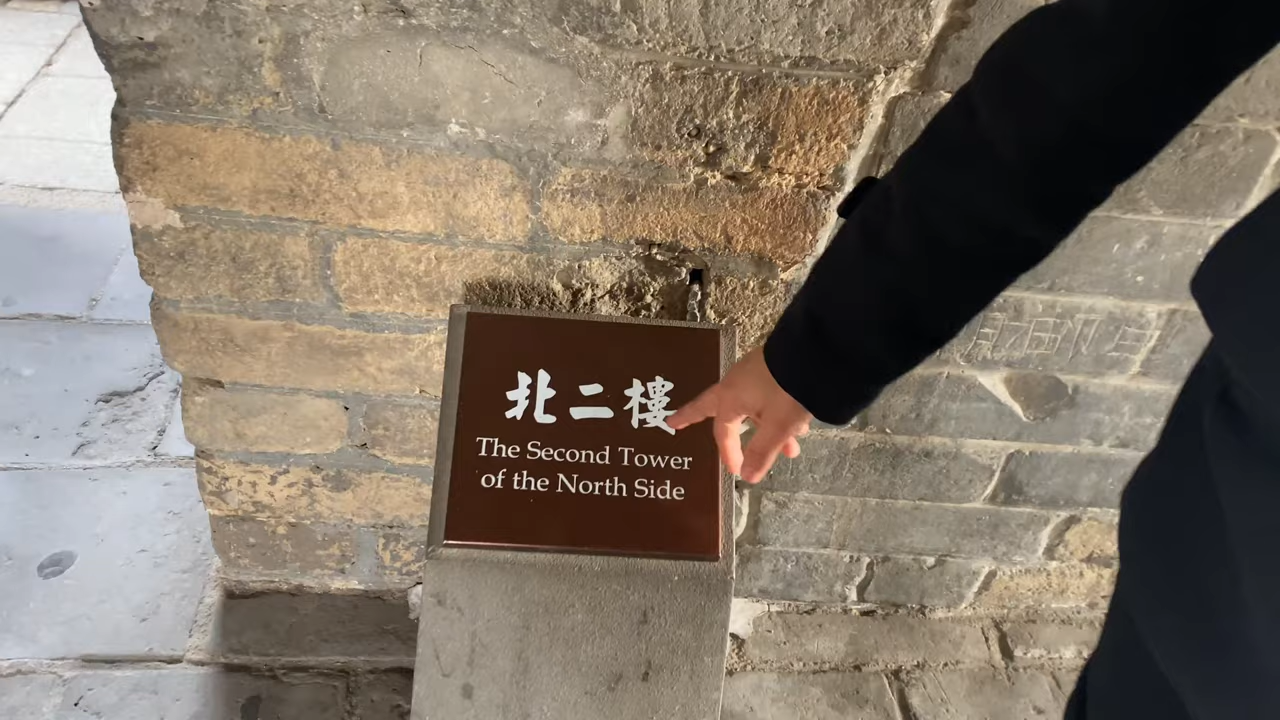 北二樓
The Second Tower
of the North Side